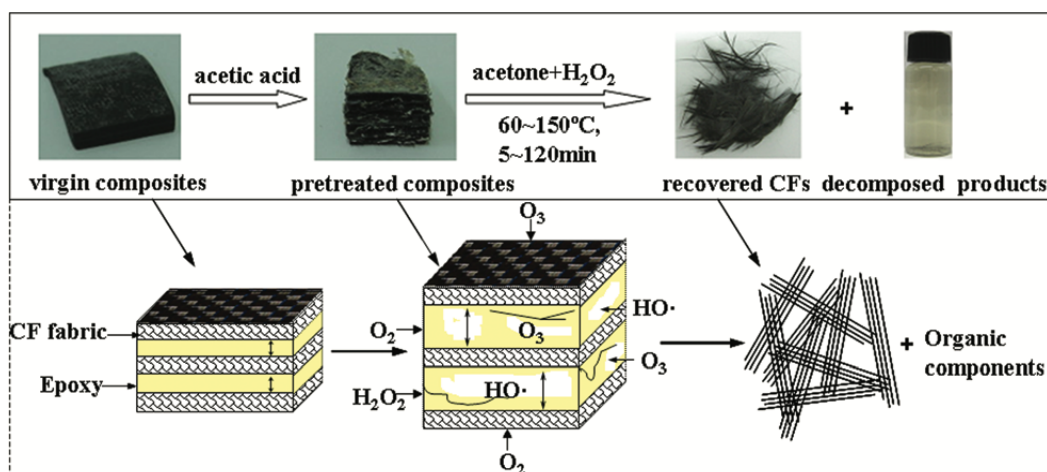 acetic acid
acetone+H₂O₂
60~150ºC,
5~120min
+
virgin composites
pretreated composites
recovered CFs
decomposed products
O₃
CF fabric
Epoxy
O₂
O₃
HO·
O₃
H₂O₂
HO·
O₂
+ Organic
components